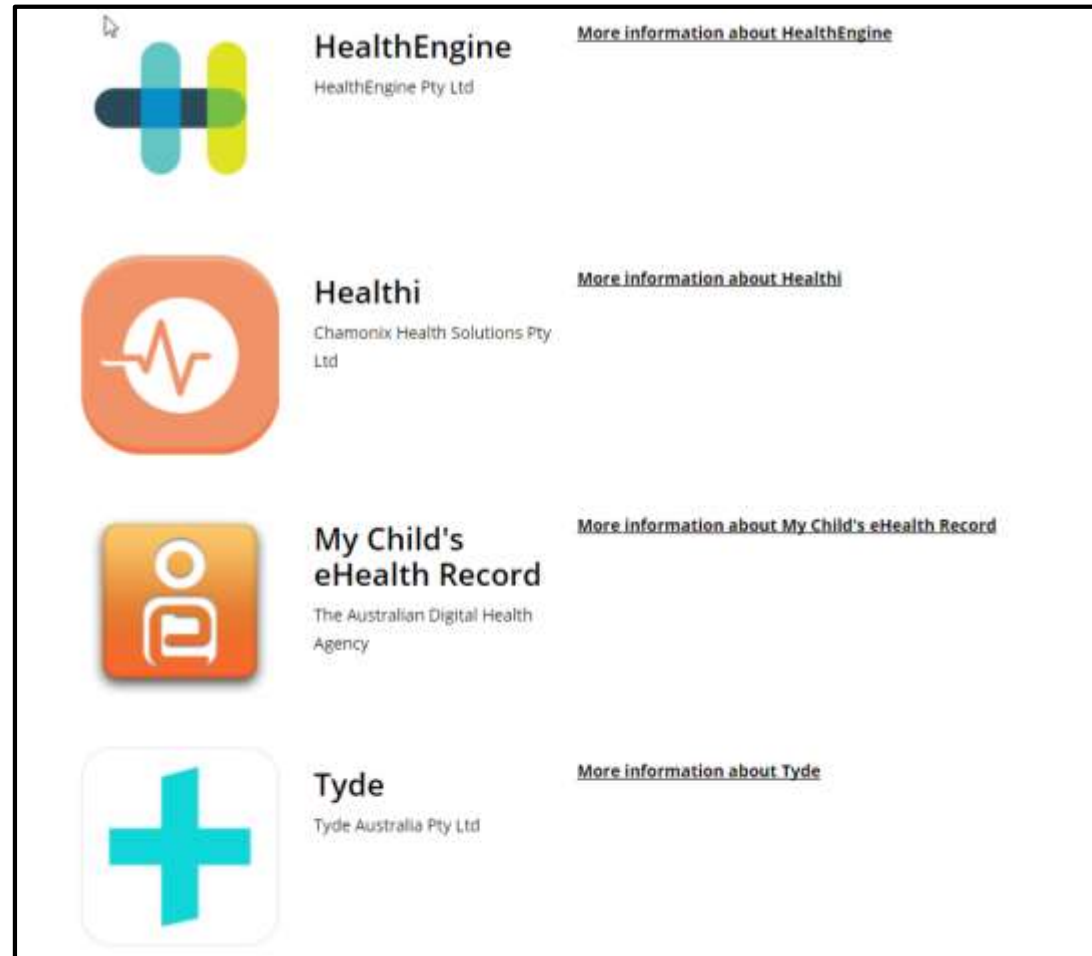 HealthEngine
HealthEngine Pty Ltd
More information about HealthEngine
Healthi
Chamonix Health Solutions Pty
Ltd
More information about Healthi
My Child's
eHealth Record
The Australian Digital Health
Agency
More information about My Child's eHealth Record
Tyde
Tyde Australia Pty Ltd
More information about Tyde